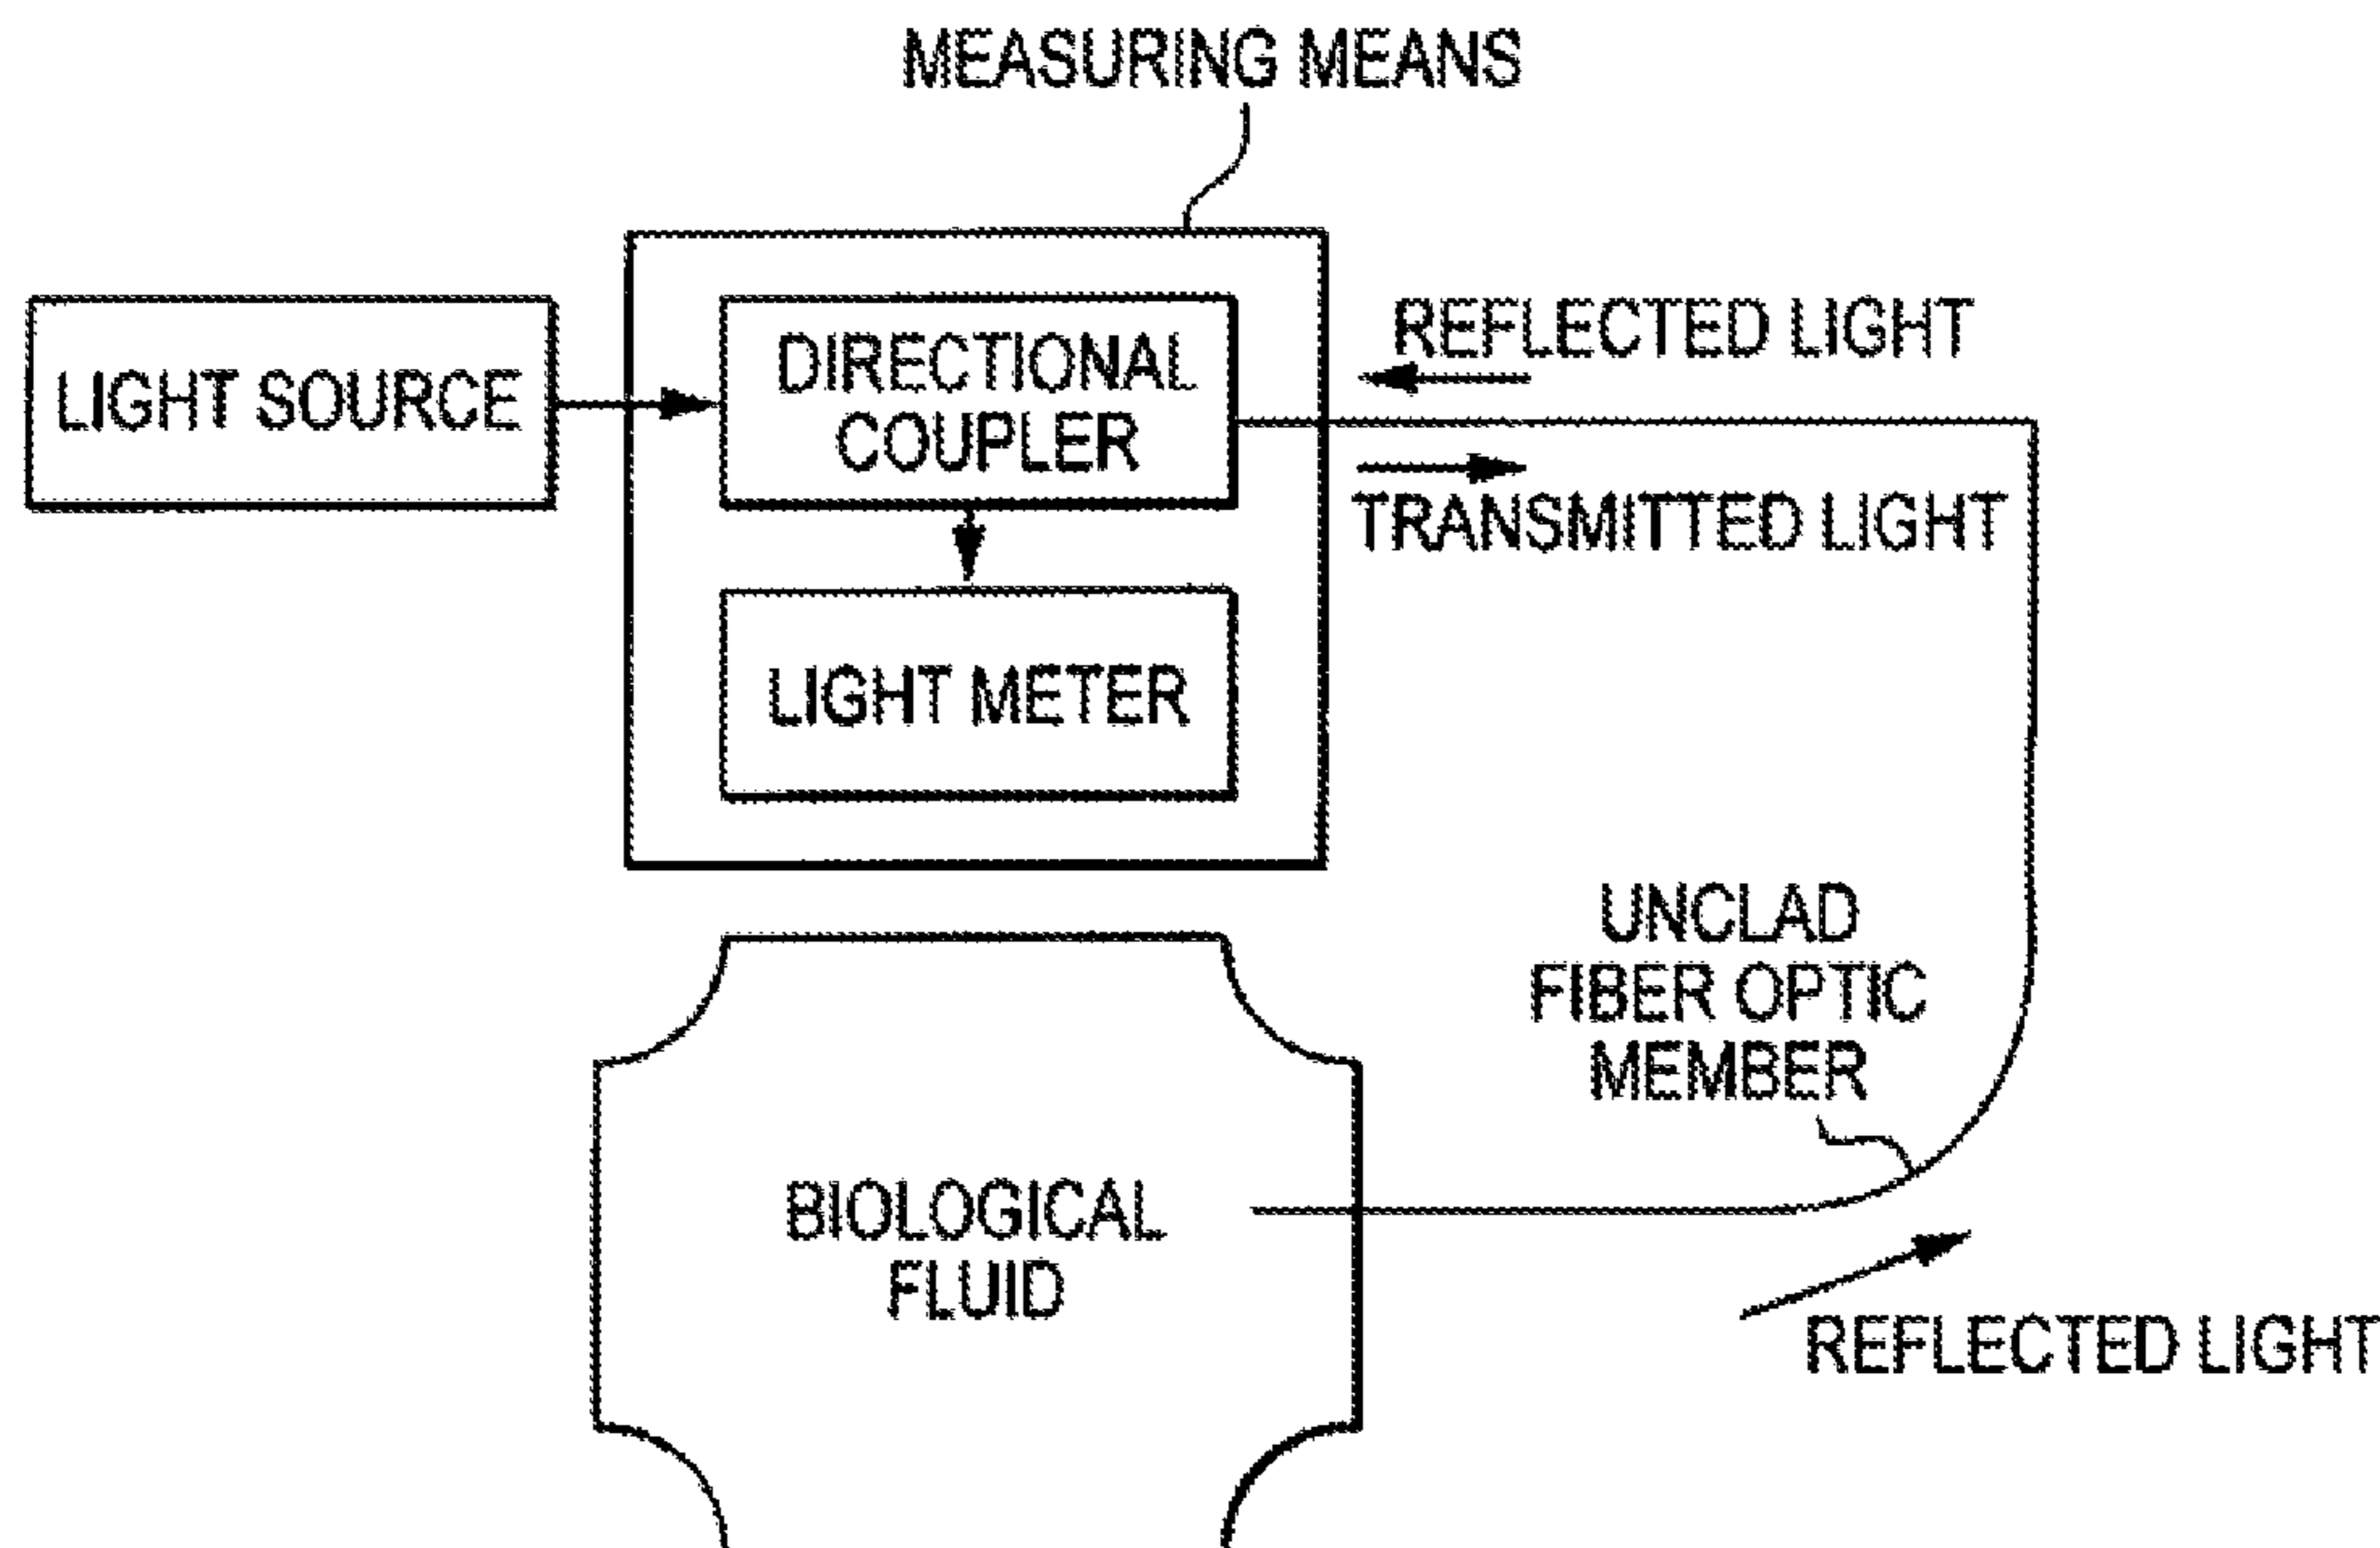 MEASURING MEANS
LIGHT SOURCE
DIRECTIONAL
COUPLER
REFLECTED LIGHT
TRANSMITTED LIGHT
LIGHT METER
UNCLAD
FIBER OPTIC
MEMBER
BIOLOGICAL
FLUID
REFLECTED LIGHT